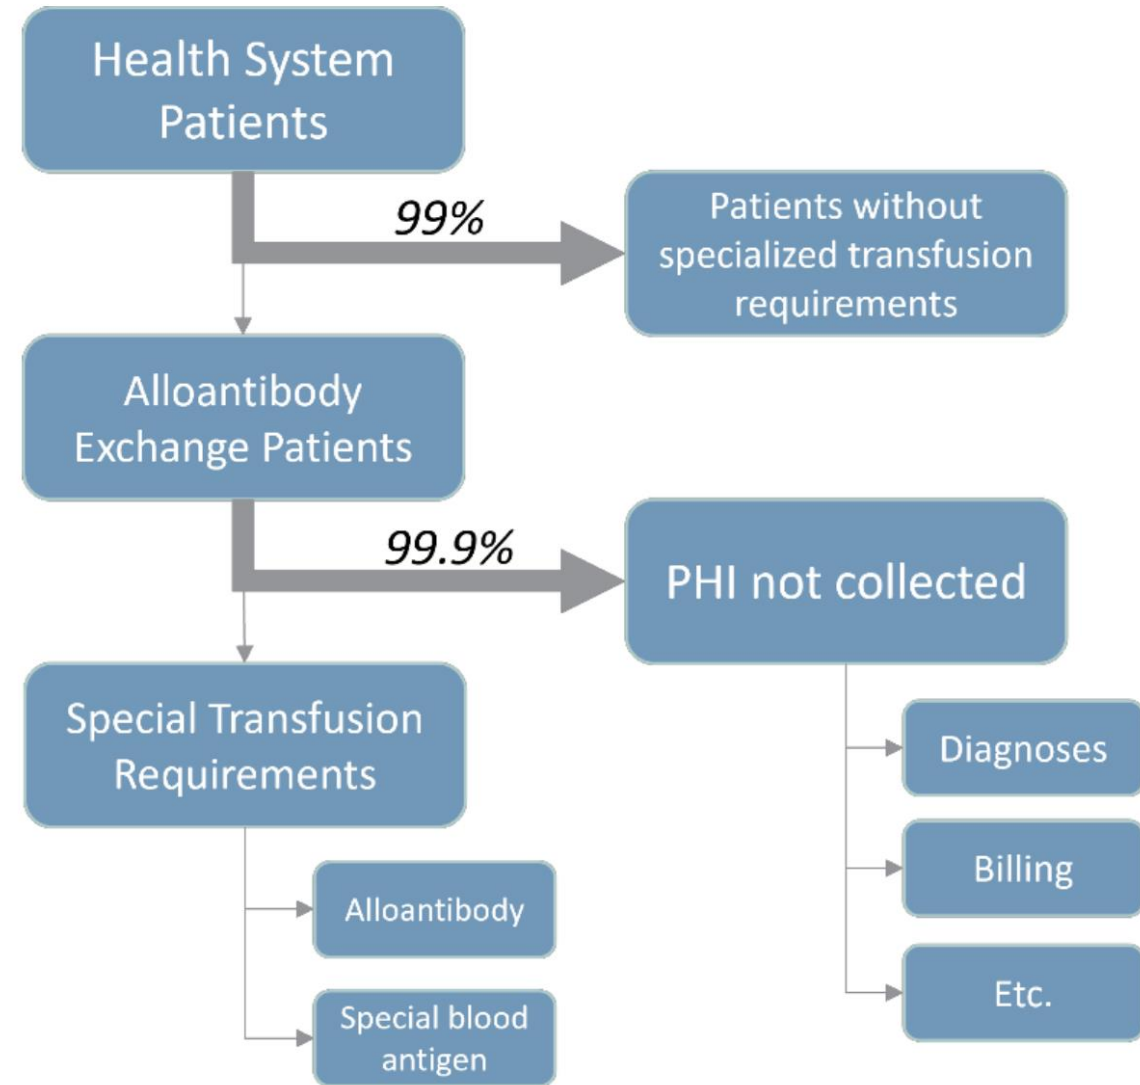 Health System
Patients
99%
Patients without
specialized transfusion
requirements
Alloantibody
Exchange Patients
99.9%
PHI not collected
Special Transfusion
Requirements
Diagnoses
Billing
Alloantibody
Etc.
Special blood
antigen